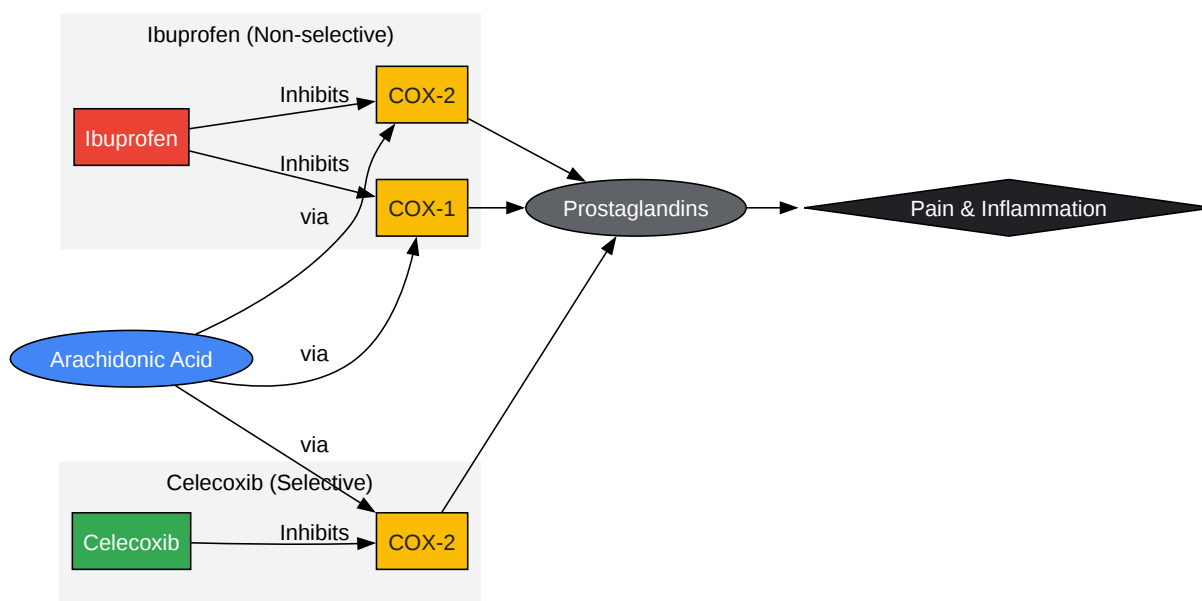 Ibuprofen (Non-selective)
Inhibits
COX-2
Ibuprofen
Inhibits
via
COX-1
Prostaglandins
Pain & Inflammation
Arachidonic Acid
via
via
Celecoxib (Selective)
Celecoxib
Inhibits
COX-2